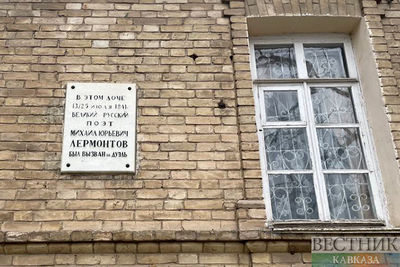 В ЭТОМ ДОМЕ
13/25 ИЮЛЯ 1841
ВЕЛИКИЙ РУССКИЙ
ПОЭТ
МИХАИЛ ЮРЬЕВИЧ
ЛЕРМОНТОВ
БЫЛ ВЫЗВАН НА ДУЭЛЬ
ВЕСТНИК
КАВКАЗА